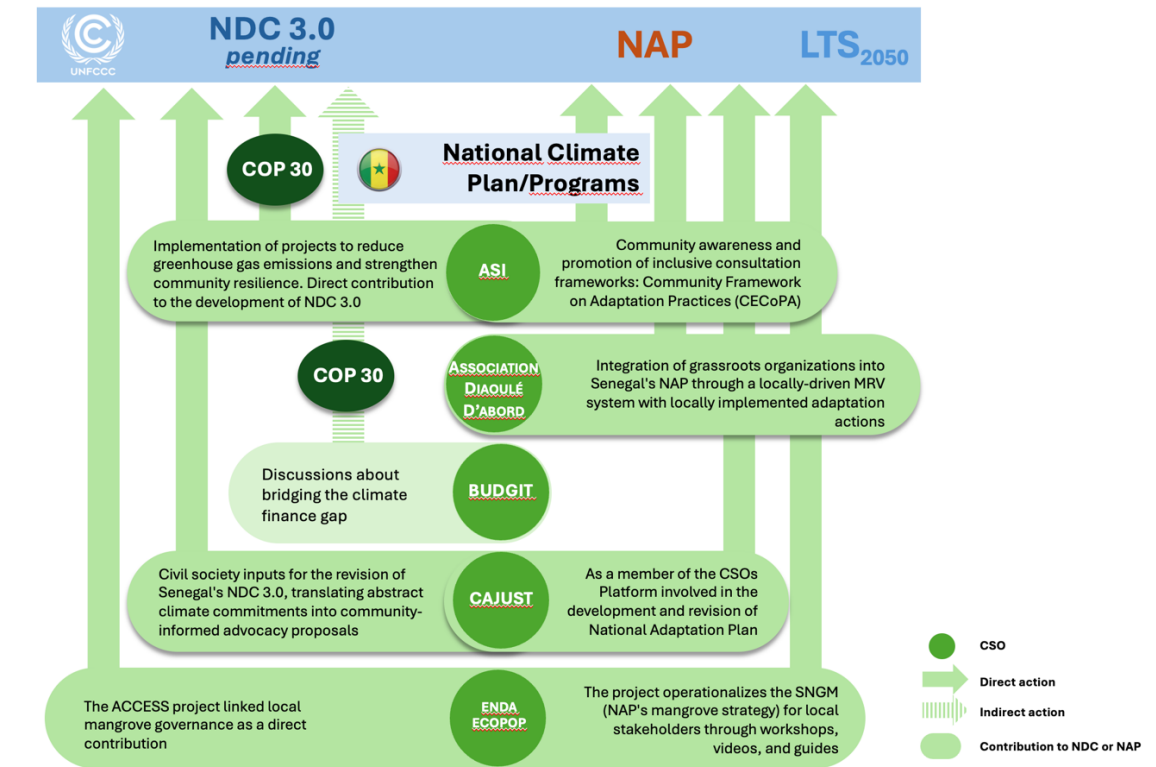 UNFCCC
NDC 3.0
pending
NAP
LTS2050
COP 30
National Climate
Plan/Programs
Implementation of projects to reduce
greenhouse gas emissions and strengthen
community resilience. Direct contribution
to the development of NDC 3.0
ASI
Community awareness and
promotion of inclusive consultation
frameworks: Community Framework
on Adaptation Practices (CECoPA)
COP 30
ASSOCIATION
DIAOULÉ
D'ABORD
Integration of grassroots organizations into
Senegal's NAP through a locally-driven MRV
system with locally implemented adaptation
actions
Discussions about
bridging the climate
finance gap
BUDGIT
Civil society inputs for the revision of
Senegal's NDC 3.0, translating abstract
climate commitments into community-
informed advocacy proposals
CAJUST
As a member of the CSOs
Platform involved in the
development and revision of
National Adaptation Plan
The ACCESS project linked local
mangrove governance as a direct
contribution
ENDA
ECOPOP
The project operationalizes the SNGM
(NAP's mangrove strategy) for local
stakeholders through workshops,
videos, and guides
CSO
Direct action
Indirect action
Contribution to NDC or NAP